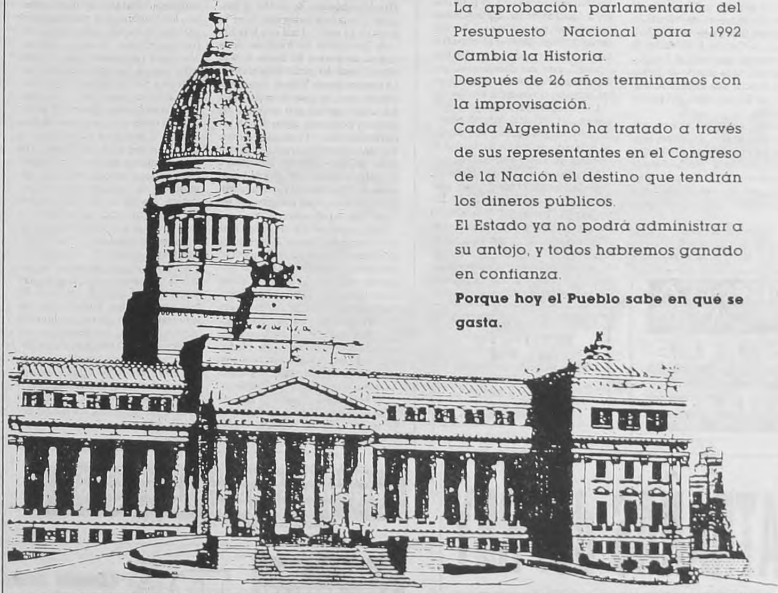 La aprobación parlamentaria del
Presupuesto Nacional para 1992
Cambia la Historia.
Después de 26 años terminamos con
la improvisación.
Cada Argentino ha tratado a través
de sus representantes en el Congreso
de la Nación el destino que tendrán
los dineros públicos.
El Estado ya no podrá administrar a
su antojo, y todos habremos ganado
en confianza.
Porque hoy el Pueblo sabe en qué se
gasta.